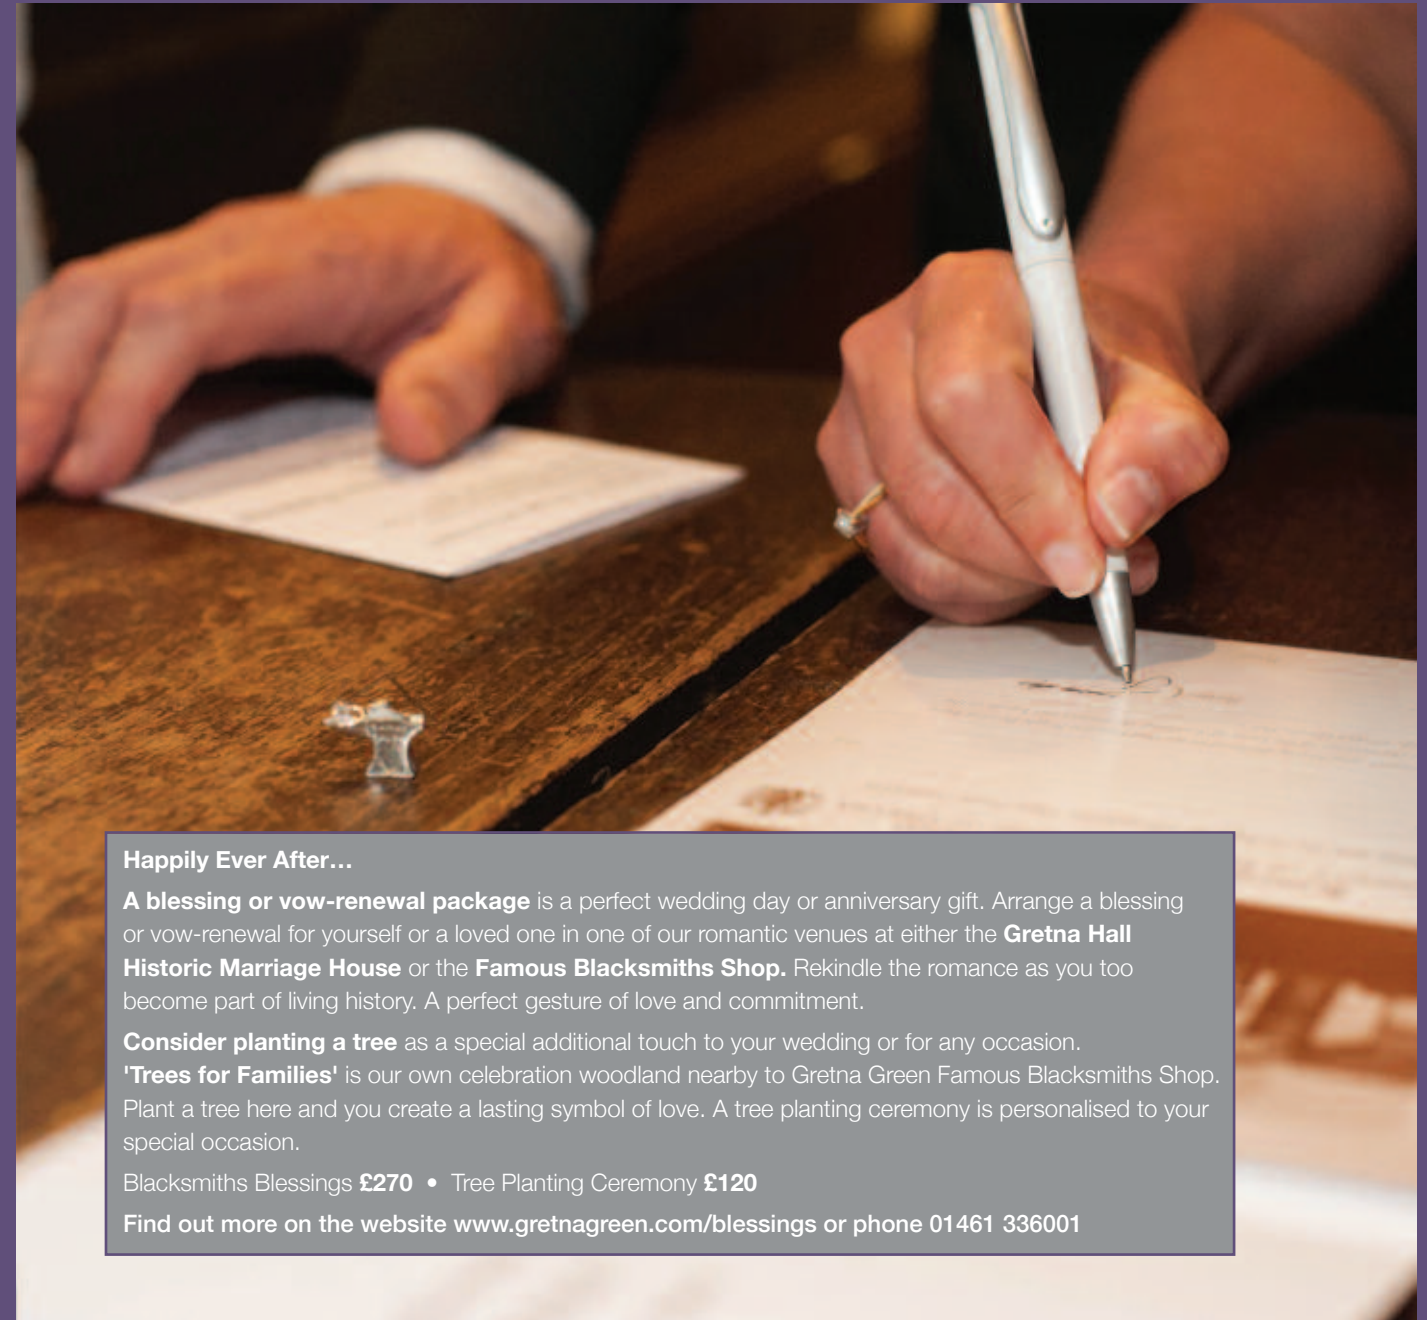 Happily Ever After…
A blessing or vow-renewal package is a perfect wedding day or anniversary gift. Arrange a blessing
or vow-renewal for yourself or a loved one in one of our romantic venues at either the Gretna Hall
Historic Marriage House or the Famous Blacksmiths Shop. Rekindle the romance as you too
become part of living history. A perfect gesture of love and commitment.
Consider planting a tree as a special additional touch to your wedding or for any occasion.
'Trees for Families' is our own celebration woodland nearby to Gretna Green Famous Blacksmiths Shop.
Plant a tree here and you create a lasting symbol of love. A tree planting ceremony is personalised to your
special occasion.
Blacksmiths Blessings £270 • Tree Planting Ceremony £120
Find out more on the website www.gretnagreen.com/blessings or phone 01461 336001